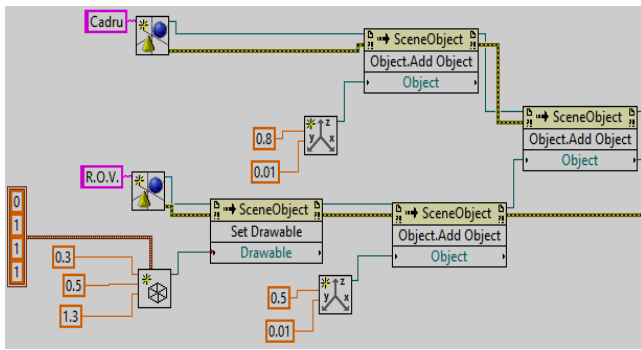 Cadru
SceneObject
Object.Add Object
Object
z
y x
0.8
0.01
SceneObject
Object.Add Object
Object
R.O.V.
SceneObject
Set Drawable
Drawable
SceneObject
Object.Add Object
Object
0
1
1
1
0.3
0.5
1.3
z
y x
0.5
0.01